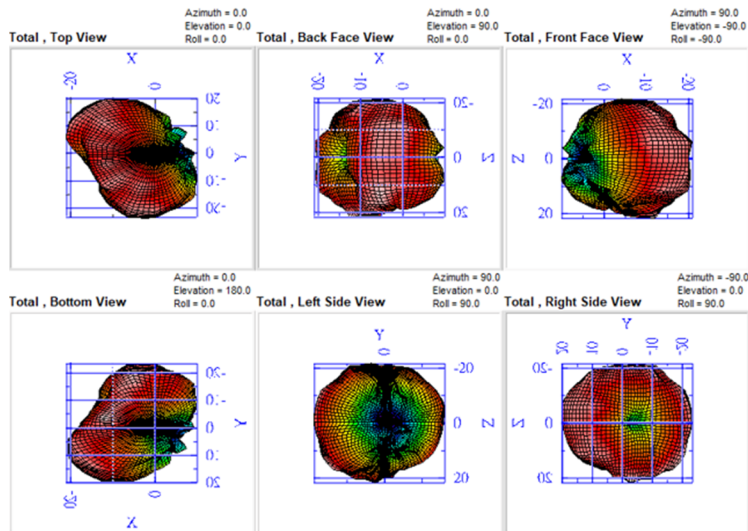 Azimuth = 0.0
Elevation = 0.0
Roll = 0.0
Total , Top View
X
-20
0
20
10
0
-10
-20
Y
Azimuth = 0.0
Elevation = 90.0
Roll = 0.0
Total , Back Face View
X
-20
-10
0
-20
0
20
Z
Azimuth = 90.0
Elevation = -90.0
Roll = -90.0
Total , Front Face View
X
0
-10
-20
-20
0
20
Z
Azimuth = 0.0
Elevation = 180.0
Roll = 0.0
Total , Bottom View
-20
-10
0
10
20
Y
-20
0
X
Azimuth = 90.0
Elevation = 0.0
Roll = 90.0
Total , Left Side View
Y
0
-20
0
20
Z
Azimuth = -90.0
Elevation = 0.0
Roll = 90.0
Total , Right Side View
Y
20
10
0
-10
-20
-20
0
20
Z